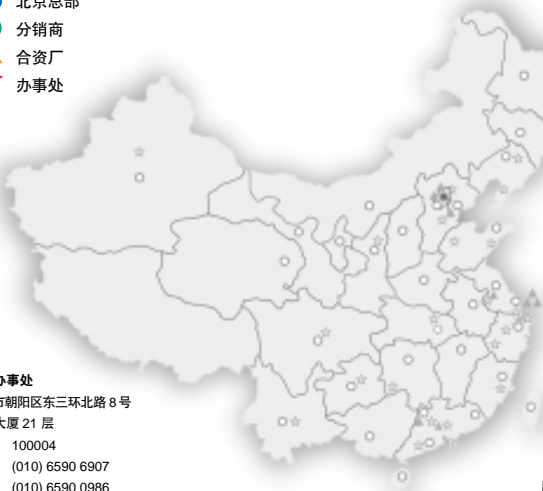 北京总部
分销商
合资厂
办事处
办事处
市朝阳区东三环北路 8 号
大厦 21 层
100004
(010) 6590 6907
(010) 6590 0986